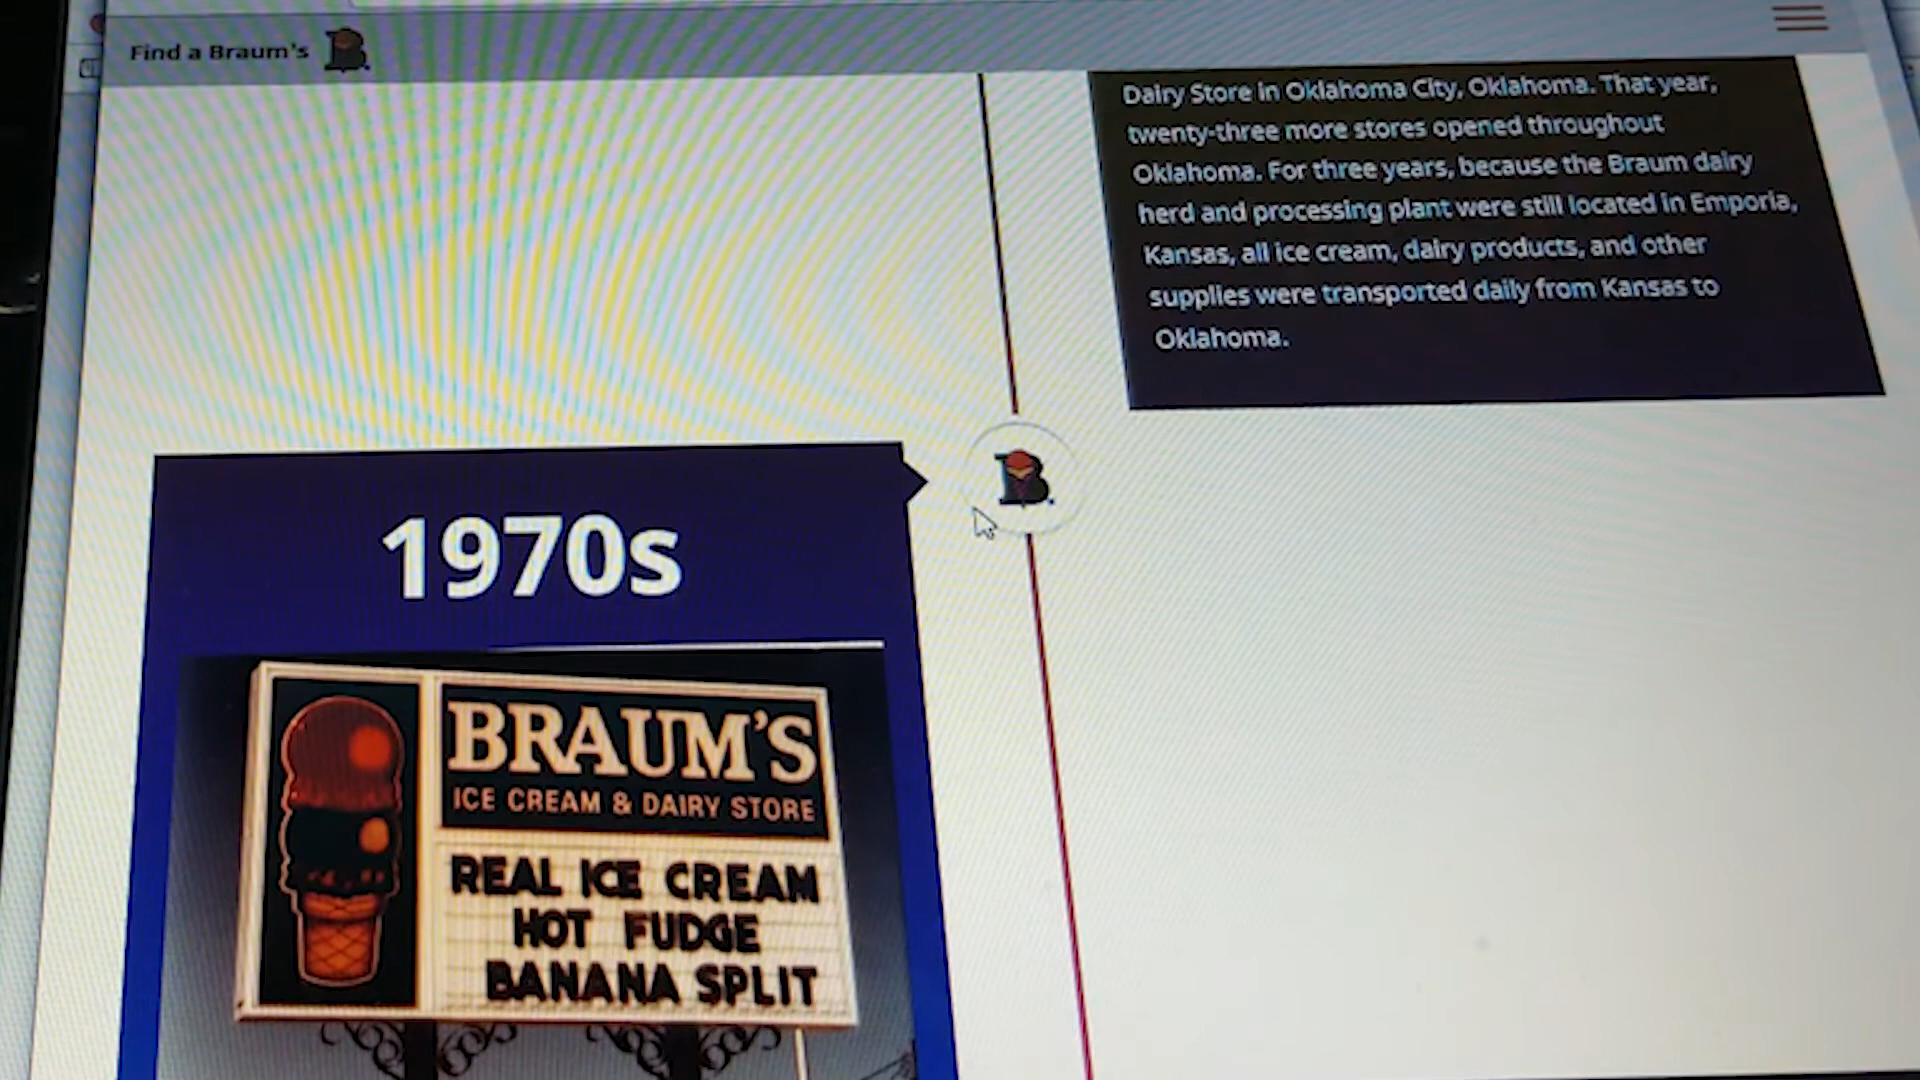 Find a Braum's
Dairy Store in Oklahoma City, Oklahoma. That year,
twenty-three more stores opened throughout
Oklahoma. For three years, because the Braum dairy
herd and processing plant were still located in Emporia,
Kansas, all ice cream, dairy products, and other
supplies were transported daily from Kansas to
Oklahoma.
B
1970s
BRAUM'S
ICE CREAM & DAIRY STORE
REAL ICE CREAM
HOT FUDGE
BANANA SPLIT